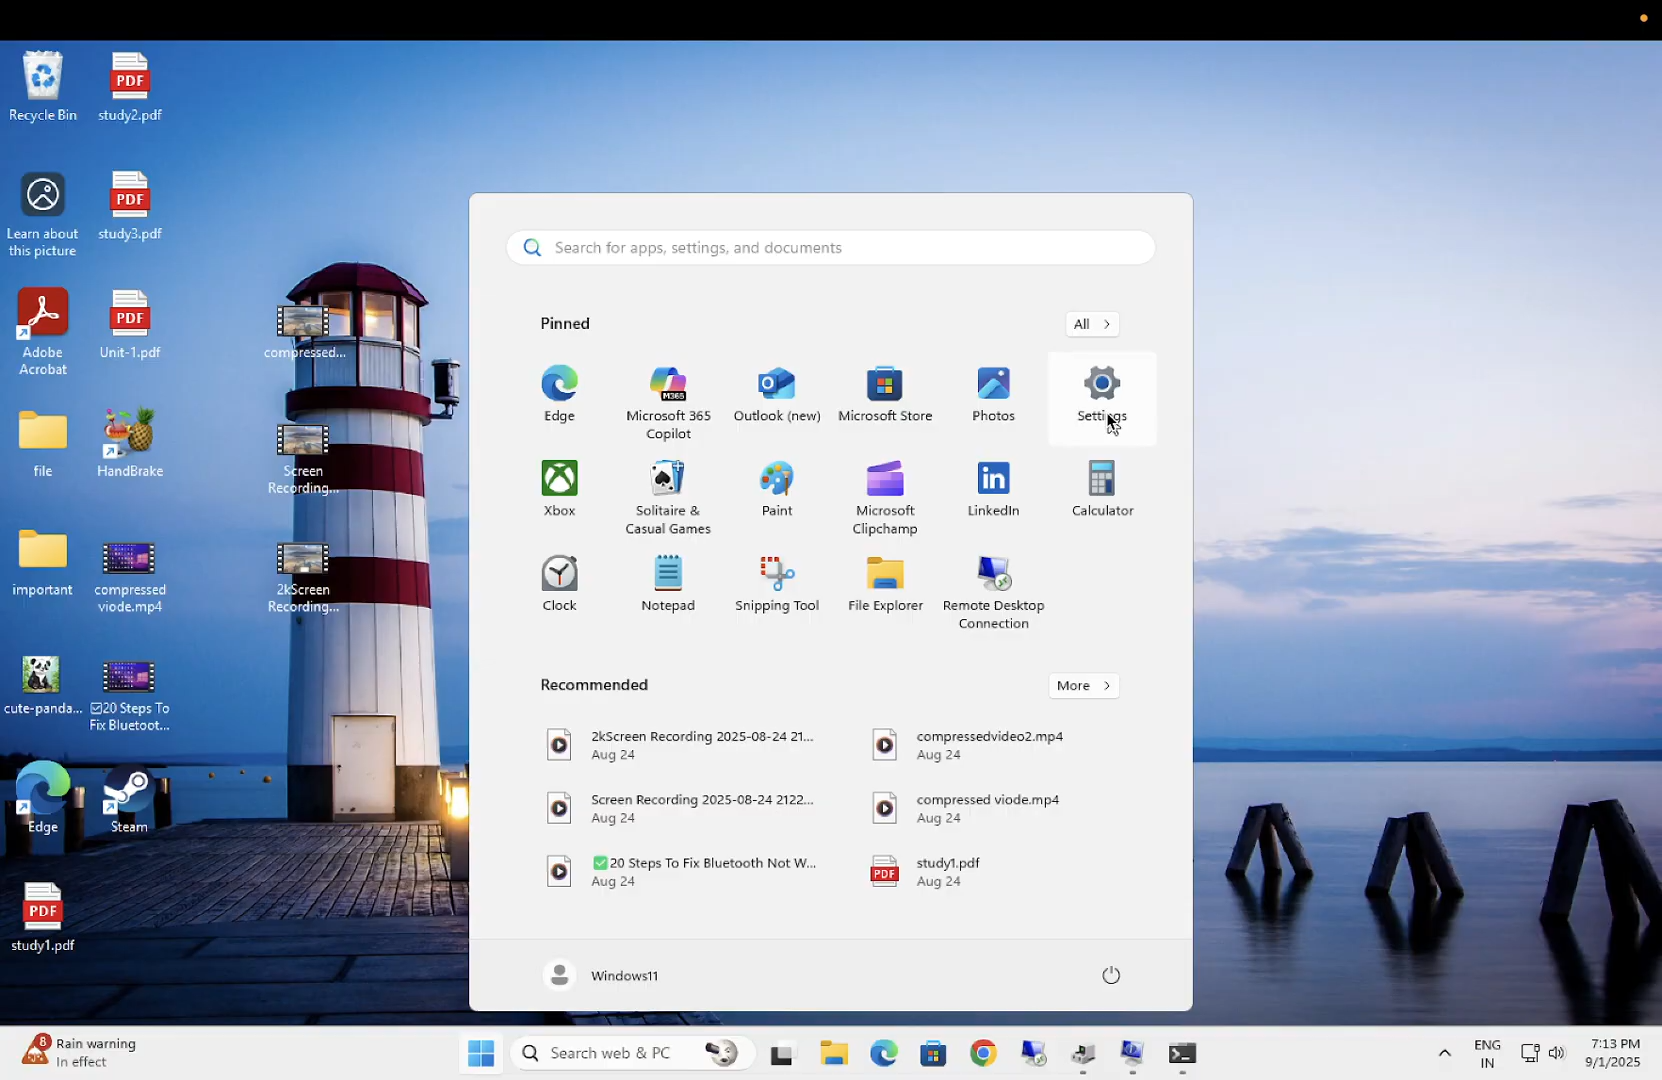 Recycle Bin
study2.pdf
Learn about
this picture
study3.pdf
Adobe
Acrobat
Unit-1.pdf
compressed...
file
HandBrake
Screen
Recording...
important
compressed
viode.mp4
2kScreen
Recording...
cute-panda...
☑20 Steps To
Fix Bluetoot...
Edge
Steam
study1.pdf
Search for apps, settings, and documents
Pinned
All
Edge
M365
Microsoft 365
Copilot
Outlook (new)
Microsoft Store
Photos
Settings
Xbox
Solitaire &
Casual Games
Paint
Microsoft
Clipchamp
LinkedIn
Calculator
Clock
Notepad
Snipping Tool
File Explorer
Remote Desktop
Connection
Recommended
More
2kScreen Recording 2025-08-24 21...
Aug 24
compressedvideo2.mp4
Aug 24
Screen Recording 2025-08-24 2122...
Aug 24
compressed viode.mp4
Aug 24
✅20 Steps To Fix Bluetooth Not W...
Aug 24
PDF
study1.pdf
Aug 24
Windows11
8
Rain warning
In effect
Search web & PC
ENG
IN
7:13 PM
9/1/2025